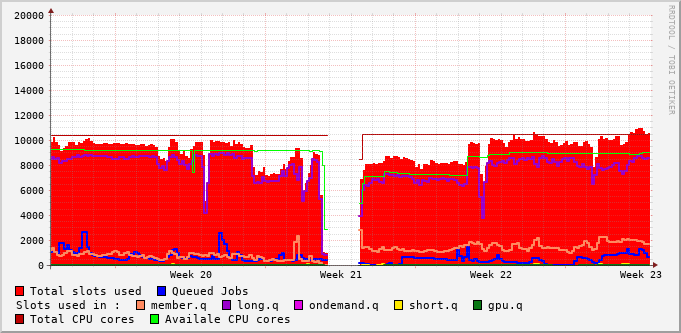 RRDTOOL / TOBI OETIKER
20000
18000
16000
14000
12000
10000
8000
6000
4000
2000
0
Week 20 Week 21 Week 22 Week 23
Total slots used Queued Jobs
Slots used in : member.q long.q ondemand.q short.q gpu.q
Total CPU cores Availale CPU cores